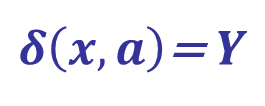 δ(x, a) = Y